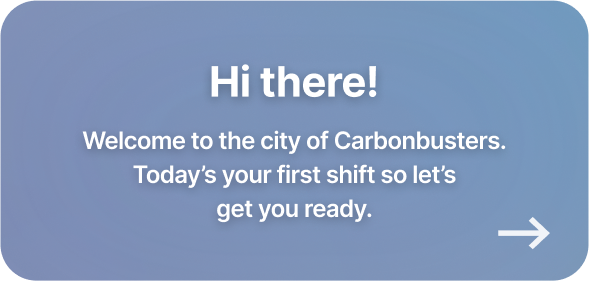 Hi there!
Welcome to the city of Carbonbusters.
Today’s your first shift so let’s
get you ready.